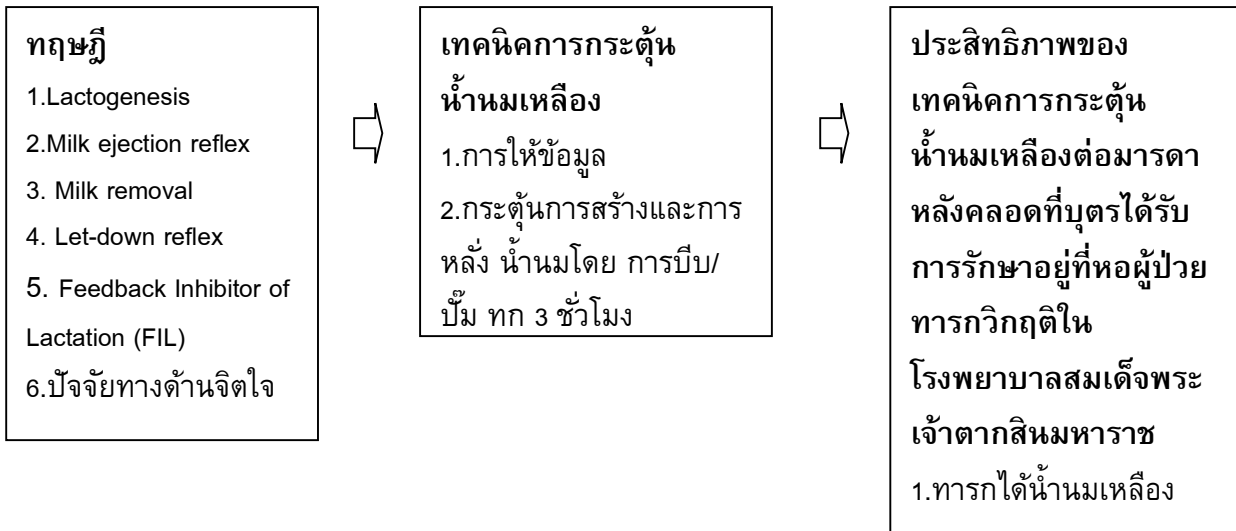 ทฤษฎี
1.Lactogenesis
2.Milk ejection reflex
3. Milk removal
4. Let-down reflex
5. Feedback Inhibitor of
Lactation (FIL)
6.ปัจจัยทางด้านจิตใจ
เทคนิคการกระตุ้น
น้ำนมเหลือง
1.การให้ข้อมูล
2.กระตุ้นการสร้างและการ
หลั่ง น้ำนมโดย การบีบ/
ปั๊ม ทก 3 ชั่วโมง
ประสิทธิภาพของ
เทคนิคการกระตุ้น
น้ำนมเหลืองต่อมารดา
หลังคลอดที่บุตรได้รับ
การรักษาอยู่ที่หอผู้ป่วย
ทารกวิกฤติใน
โรงพยาบาลสมเด็จพระ
เจ้าตากสินมหาราช
1.ทารกได้น้ำนมเหลือง